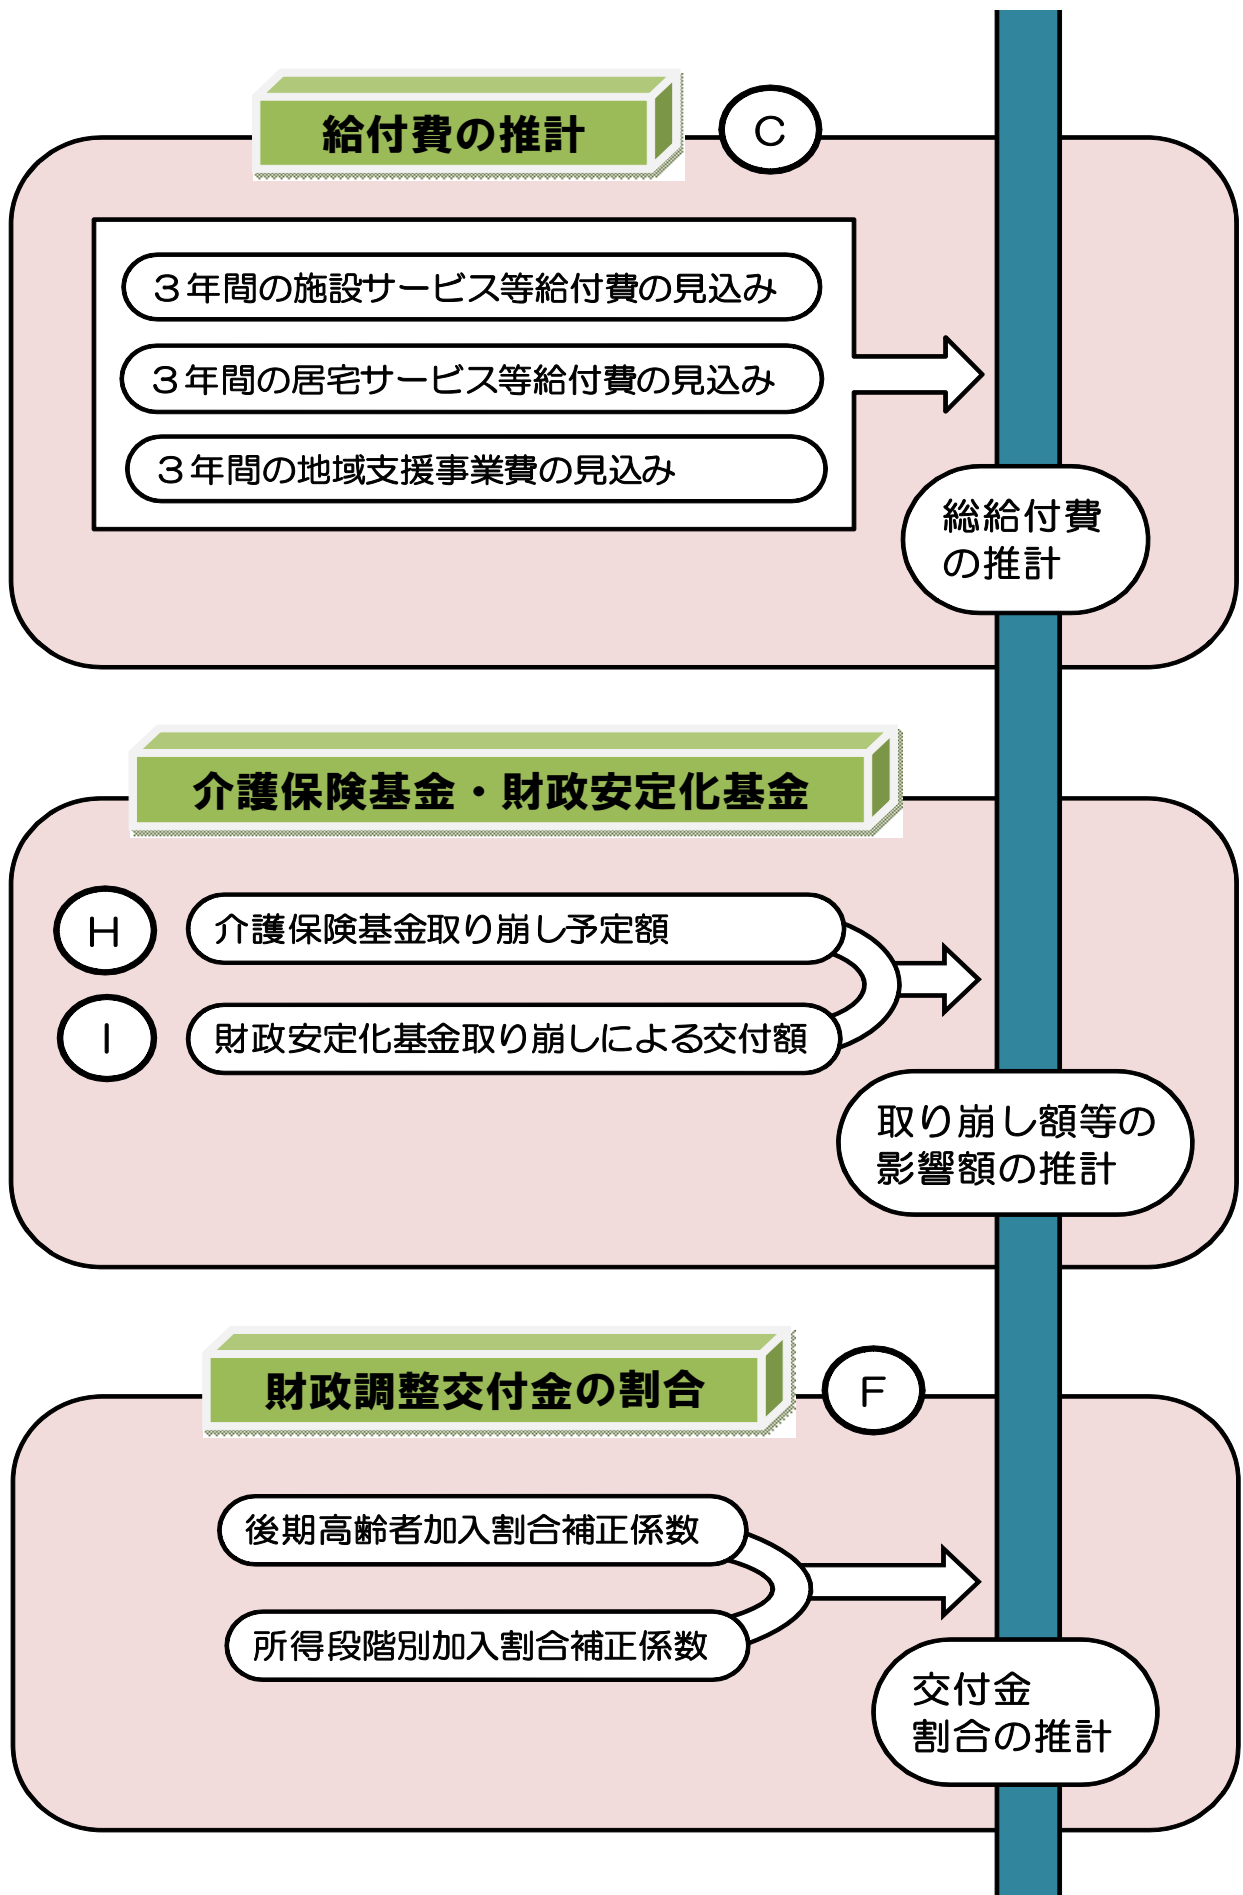 給付費の推計
C
３年間の施設サービス等給付費の見込み
３年間の居宅サービス等給付費の見込み
３年間の地域支援事業費の見込み
総給付費
の推計
介護保険基金・財政安定化基金
H
介護保険基金取り崩し予定額
I
財政安定化基金取り崩しによる交付額
取り崩し額等の
影響額の推計
財政調整交付金の割合
F
後期高齢者加入割合補正係数
所得段階別加入割合補正係数
交付金
割合の推計